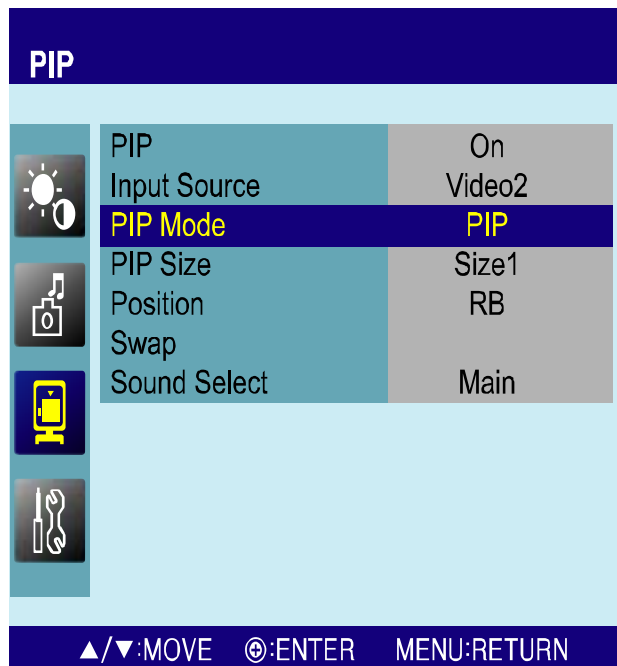 PIP
PIP On
Input Source Video2
PIP Mode PIP
PIP Size Size1
Position RB
Swap
Sound Select Main
▲/▼:MOVE ⊕:ENTER MENU:RETURN